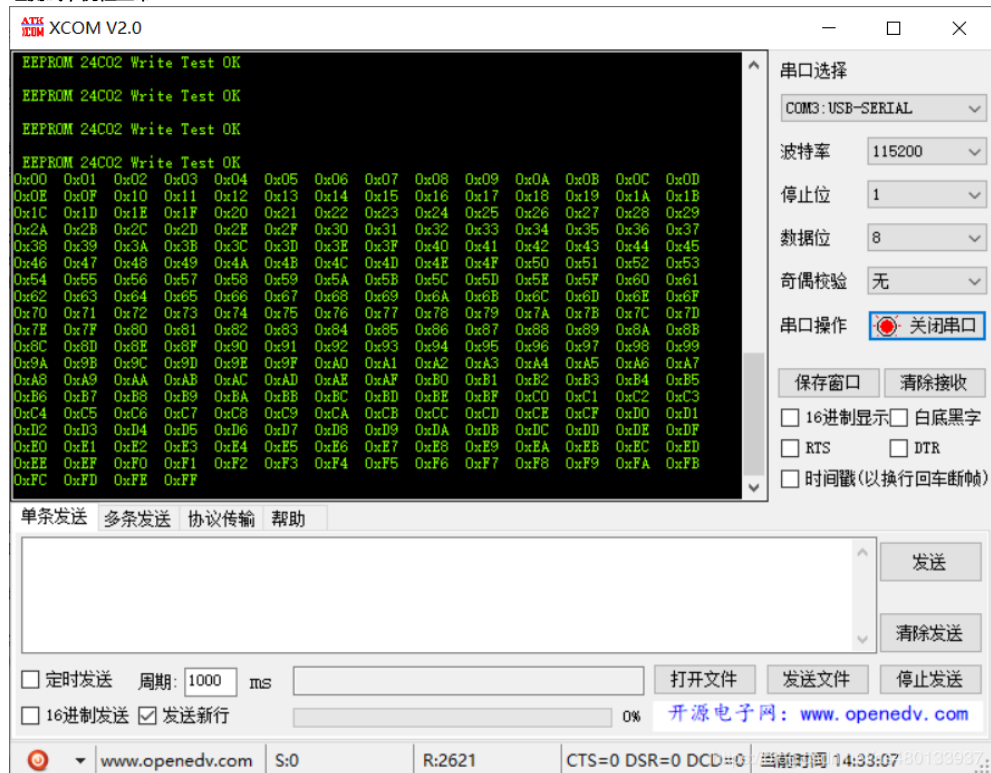 XCOM V2.0
EEPROM 24C02 Write Test OK
EEPROM 24C02 Write Test OK
EEPROM 24C02 Write Test OK
EEPROM 24C02 Write Test OK
0x00 0x01 0x02 0x03 0x04 0x05 0x06 0x07 0x08 0x09 0x0A 0x0B 0x0C 0x0D
0x0E 0x0F 0x10 0x11 0x12 0x13 0x14 0x15 0x16 0x17 0x18 0x19 0x1A 0x1B
0x1C 0x1D 0x1E 0x1F 0x20 0x21 0x22 0x23 0x24 0x25 0x26 0x27 0x28 0x29
0x2A 0x2B 0x2C 0x2D 0x2E 0x2F 0x30 0x31 0x32 0x33 0x34 0x35 0x36 0x37
0x38 0x39 0x3A 0x3B 0x3C 0x3D 0x3E 0x3F 0x40 0x41 0x42 0x43 0x44 0x45
0x46 0x47 0x48 0x49 0x4A 0x4B 0x4C 0x4D 0x4E 0x4F 0x50 0x51 0x52 0x53
0x54 0x55 0x56 0x57 0x58 0x59 0x5A 0x5B 0x5C 0x5D 0x5E 0x5F 0x60 0x61
0x62 0x63 0x64 0x65 0x66 0x67 0x68 0x69 0x6A 0x6B 0x6C 0x6D 0x6E 0x6F
0x70 0x71 0x72 0x73 0x74 0x75 0x76 0x77 0x78 0x79 0x7A 0x7B 0x7C 0x7D
0x7E 0x7F 0x80 0x81 0x82 0x83 0x84 0x85 0x86 0x87 0x88 0x89 0x8A 0x8B
0x8C 0x8D 0x8E 0x8F 0x90 0x91 0x92 0x93 0x94 0x95 0x96 0x97 0x98 0x99
0x9A 0x9B 0x9C 0x9D 0x9E 0x9F 0xA0 0xA1 0xA2 0xA3 0xA4 0xA5 0xA6 0xA7
0xA8 0xA9 0xAA 0xAB 0xAC 0xAD 0xAE 0xAF 0xB0 0xB1 0xB2 0xB3 0xB4 0xB5
0xB6 0xB7 0xB8 0xB9 0xBA 0xBB 0xBC 0xBD 0xBE 0xBF 0xC0 0xC1 0xC2 0xC3
0xC4 0xC5 0xC6 0xC7 0xC8 0xC9 0xCA 0xCB 0xCC 0xCD 0xCE 0xCF 0xD0 0xD1
0xD2 0xD3 0xD4 0xD5 0xD6 0xD7 0xD8 0xD9 0xDA 0xDB 0xDC 0xDD 0xDE 0xDF
0xE0 0xE1 0xE2 0xE3 0xE4 0xE5 0xE6 0xE7 0xE8 0xE9 0xEA 0xEB 0xEC 0xED
0xEE 0xEF 0xF0 0xF1 0xF2 0xF3 0xF4 0xF5 0xF6 0xF7 0xF8 0xF9 0xFA 0xFB
0xFC 0xFD 0xFE 0xFF
串口选择
COM3:USB-SERIAL
波特率 115200
停止位 1
数据位 8
奇偶校验 无
串口操作 关闭串口
保存窗口 清除接收
16进制显示 白底黑字
RTS DTR
时间戳(以换行回车断帧)
单条发送 多条发送 协议传输 帮助
发送
清除发送
定时发送 周期: 1000 ms 打开文件 发送文件 停止发送
16进制发送 发送新行 0% 开源电子网: www.openedv.com
www.openedv.com S:0 R:2621 CTS=0 DSR=0 DCD=0 当前时间 14:33:07